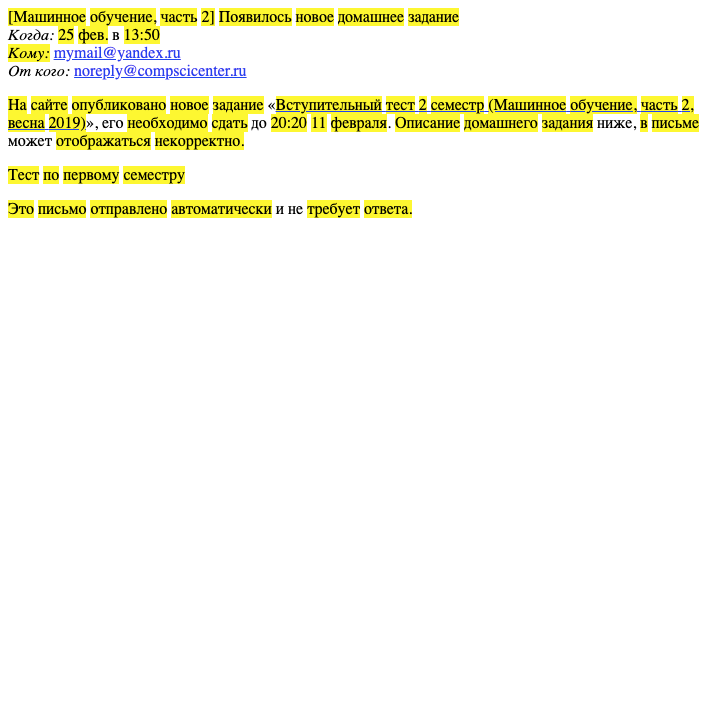 [Машинное обучение, часть 2] Появилось новое домашнее задание
Когда: 25 фев. в 13:50
Кому: mymail@yandex.ru
От кого: noreply@compscicenter.ru
На сайте опубликовано новое задание «Вступительный тест 2 семестр (Машинное обучение, часть 2,
весна 2019)», его необходимо сдать до 20:20 11 февраля. Описание домашнего задания ниже, в письме
может отображаться некорректно.
Тест по первому семестру
Это письмо отправлено автоматически и не требует ответа.